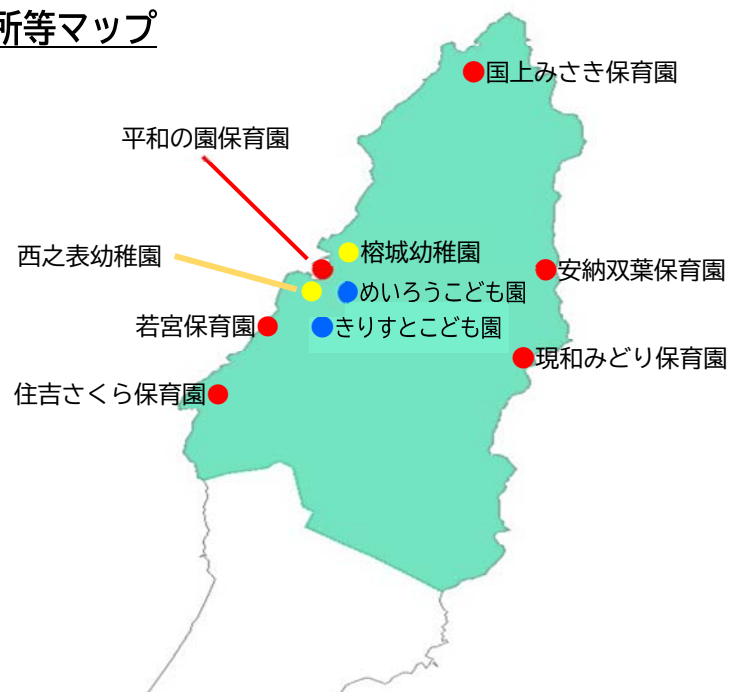 所等マップ
国上みさき保育園
平和の園保育園
西之表幼稚園
榕城幼稚園
めいろうこども園
安納双葉保育園
若宮保育園
きりすとこども園
現和みどり保育園
住吉さくら保育園